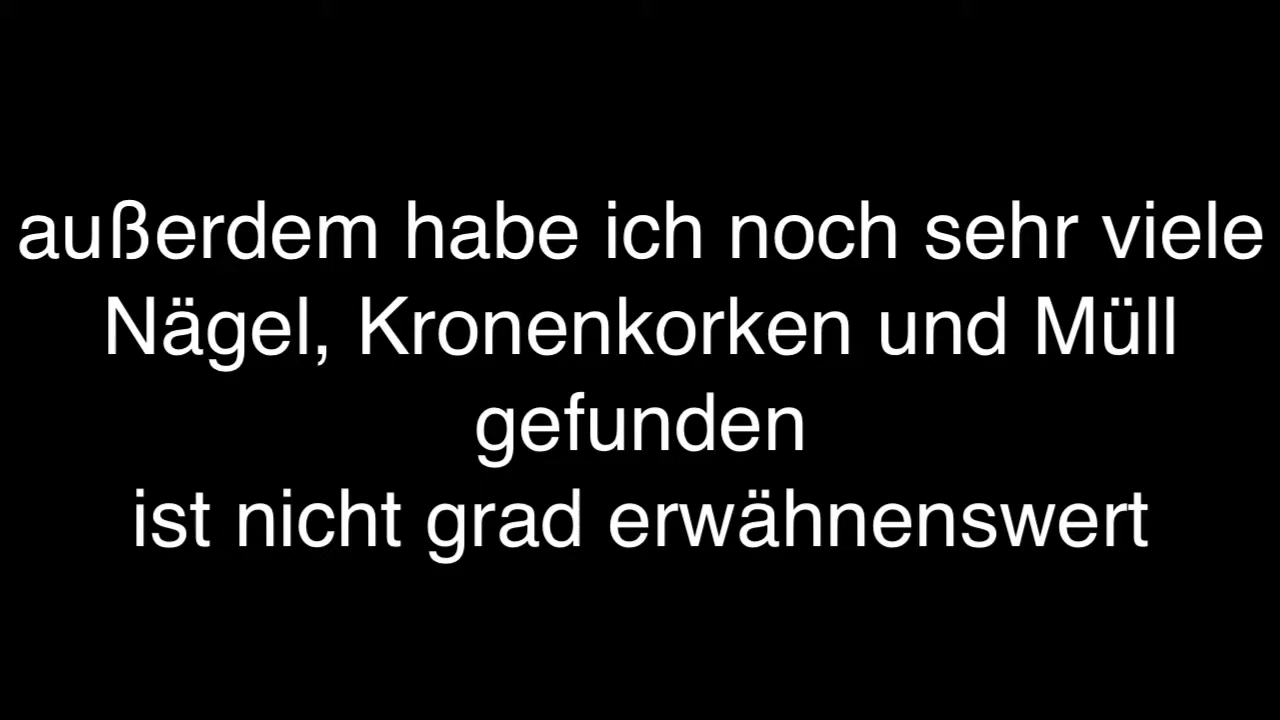 außerdem habe ich noch sehr viele
Nägel, Kronenkorken und Müll
gefunden
ist nicht grad erwähnenswert